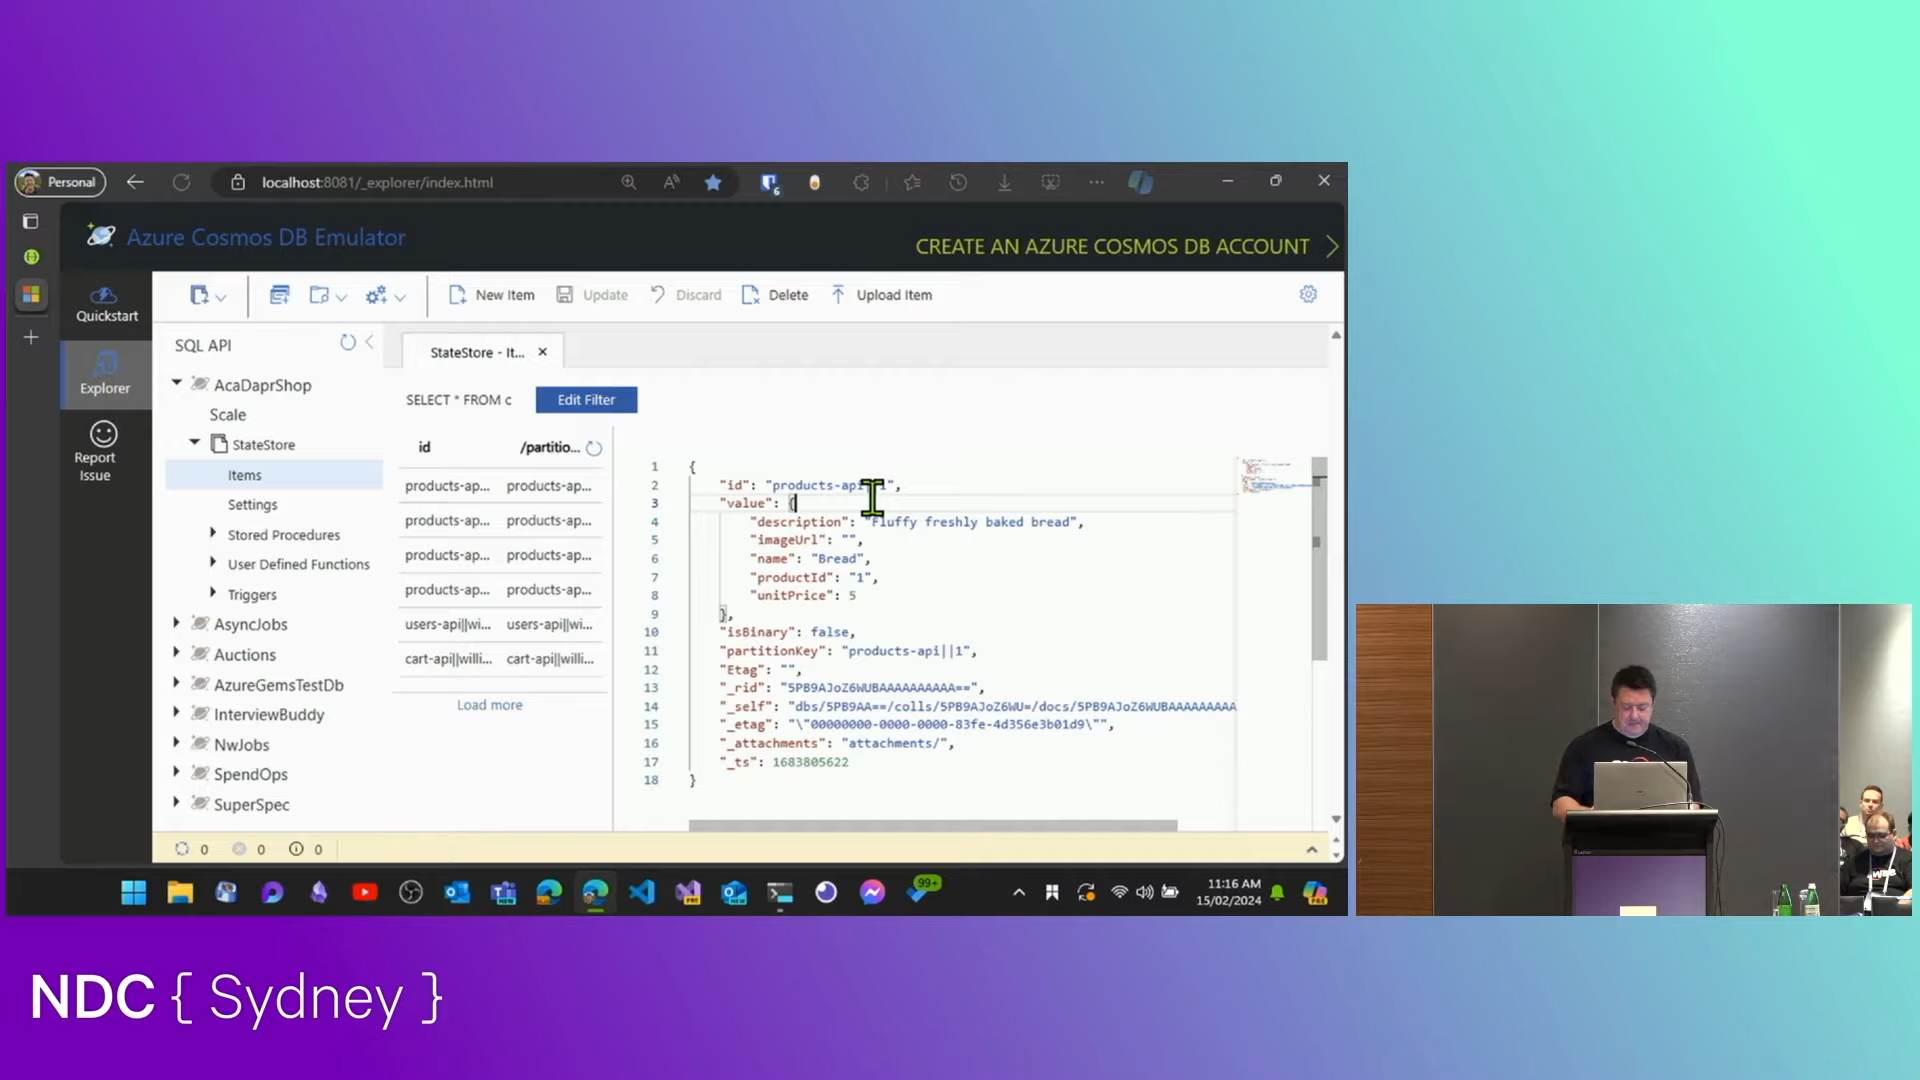 Personal
localhost:8081/_explorer/index.html
6
Azure Cosmos DB Emulator
CREATE AN AZURE COSMOS DB ACCOUNT
Quickstart
Explorer
Report
Issue
New Item
Update
Discard
Delete
Upload Item
SQL API
AcaDaprShop
Scale
StateStore
Items
Settings
Stored Procedures
User Defined Functions
Triggers
AsyncJobs
Auctions
AzureGemsTestDb
InterviewBuddy
NwJobs
SpendOps
SuperSpec
StateStore - It...
SELECT * FROM c
Edit Filter
id /partitio...
products-ap... products-ap...
products-ap... products-ap...
products-ap... products-ap...
products-ap... products-ap...
users-api||wi... users-api||wi...
cart-api||willi... cart-api||willi...
Load more
1 {
2 "id": "products-api||1",
3 "value": {
4 "description": "Fluffy freshly baked bread",
5 "imageUrl": "",
6 "name": "Bread",
7 "productId": "1",
8 "unitPrice": 5
9 },
10 "isBinary": false,
11 "partitionKey": "products-api||1",
12 "Etag": "",
13 "_rid": "5PB9AJoZ6WUBAAAAAAAAAA==",
14 "_self": "dbs/5PB9AA==/colls/5PB9AJoZ6WU=/docs/5PB9AJoZ6WUBAAAAAAAAA
15 "_etag": "\"00000000-0000-0000-83fe-4d356e3b01d9\"",
16 "_attachments": "attachments/",
17 "_ts": 1683805622
18 }
0 0 0
99+
11:16 AM
15/02/2024
NDC { Sydney }